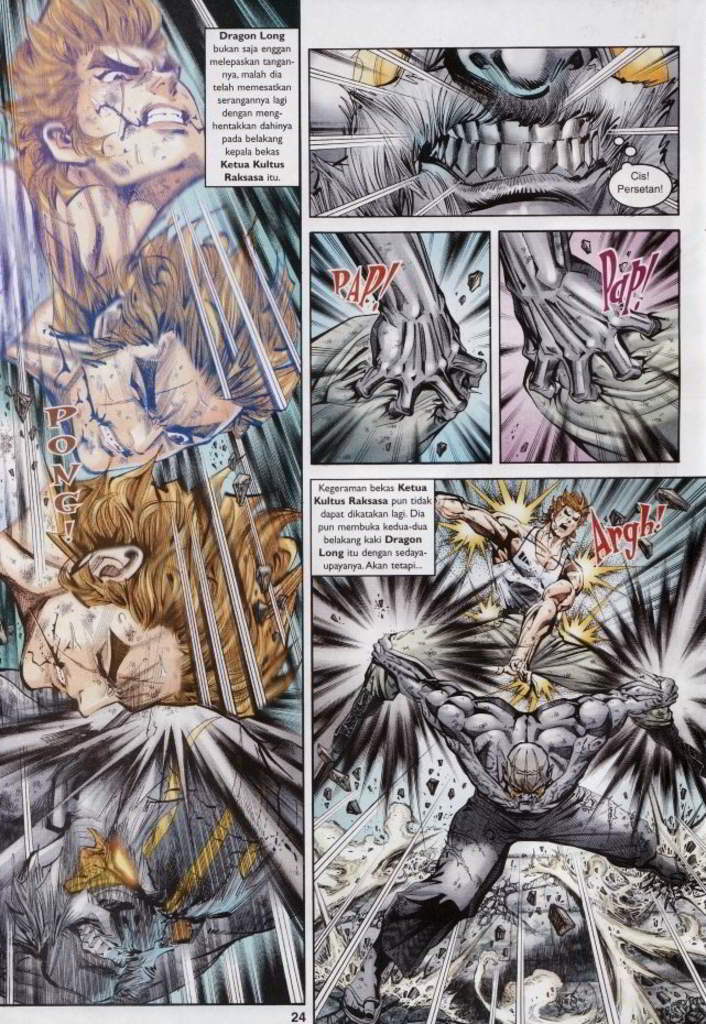 Dragon Long
bukan saja enggan
melepaskan tangan-
nya, malah dia
telah memesatkan
serangannya lagi
dengan meng-
hentakkan dahinya
pada belakang
kepala bekas
Ketua Kultus
Raksasa itu.
PONG!
Cis!
Persetan!
PAP!
Pap!
Kegeraman bekas Ketua
Kultus Raksasa pun tidak
dapat dikatakan lagi. Dia
pun membuka kedua-dua
belakang kaki Dragon
Long itu dengan sedaya-
upayanya. Akan tetapi...
Argh!
24